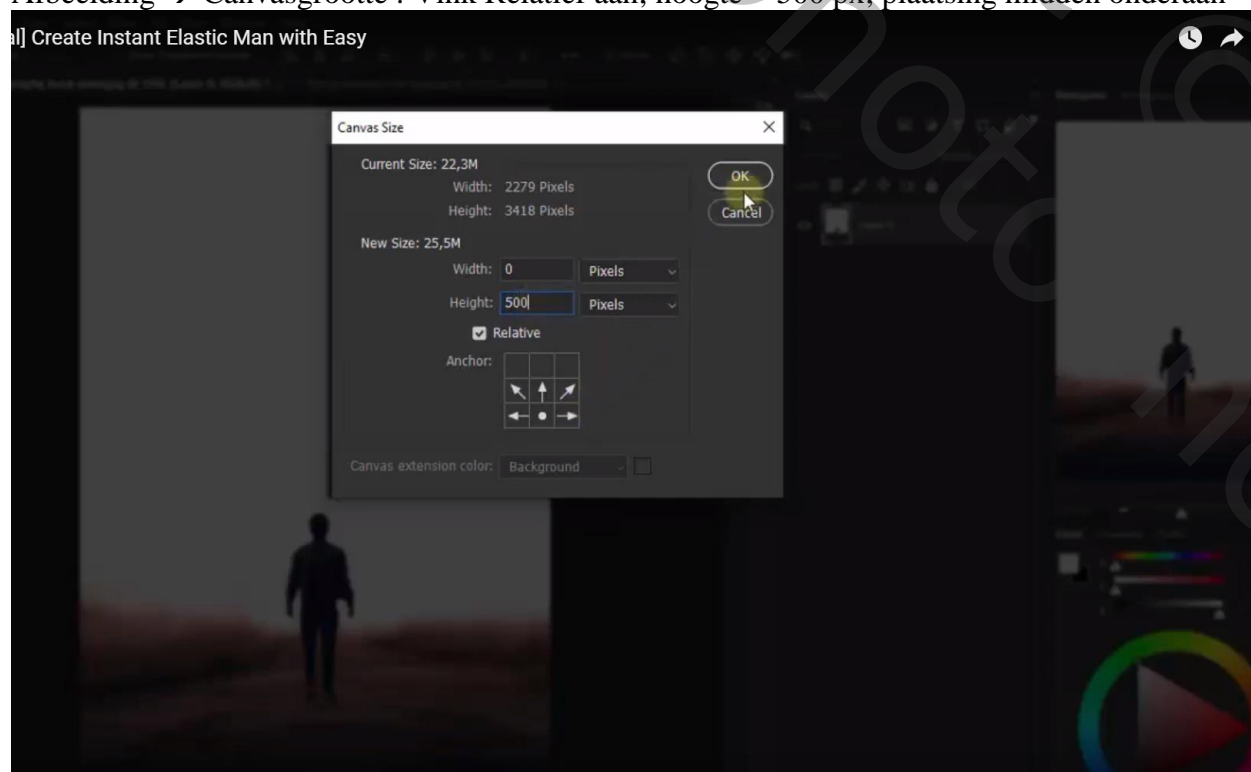 Afbeelding → Canvasgrootte : Vink Relatief aan, hoogte = 500 px, plaatsing midden onderaan
al] Create Instant Elastic Man with Easy
Canvas Size
Current Size: 22,3M
Width: 2279 Pixels
Height: 3418 Pixels
New Size: 25,5M
Width: 0 Pixels
Height: 500 Pixels
Relative
Anchor:
Canvas extension color: Background
OK
Cancel